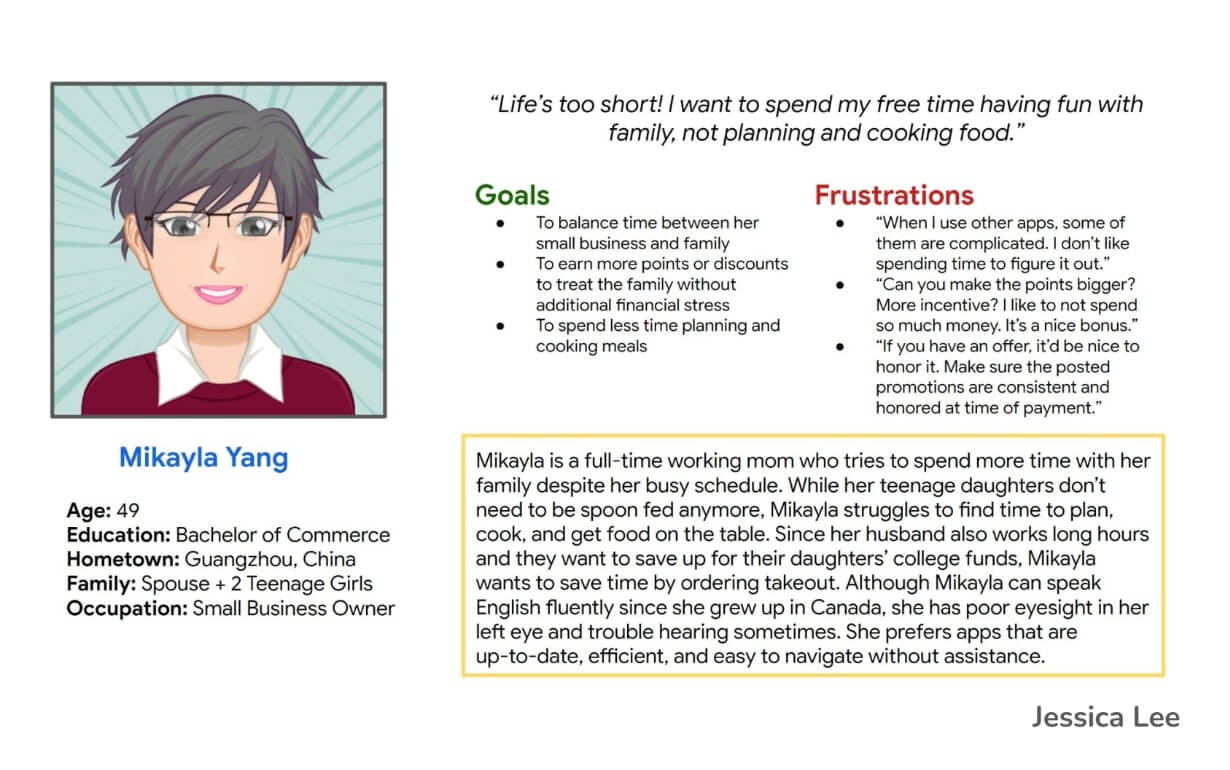 “Life’s too short! I want to spend my free time having fun with
family, not planning and cooking food.”
Goals
● To balance time between her
small business and family
● To earn more points or discounts
to treat the family without
additional financial stress
● To spend less time planning and
cooking meals
Frustrations
● “When I use other apps, some of
them are complicated. I don’t like
spending time to figure it out.”
● “Can you make the points bigger?
More incentive? I like to not spend
so much money. It’s a nice bonus.”
● “If you have an offer, it’d be nice to
honor it. Make sure the posted
promotions are consistent and
honored at time of payment.”
Mikayla Yang
Age: 49
Education: Bachelor of Commerce
Hometown: Guangzhou, China
Family: Spouse + 2 Teenage Girls
Occupation: Small Business Owner
Mikayla is a full-time working mom who tries to spend more time with her
family despite her busy schedule. While her teenage daughters don’t
need to be spoon fed anymore, Mikayla struggles to find time to plan,
cook, and get food on the table. Since her husband also works long hours
and they want to save up for their daughters’ college funds, Mikayla
wants to save time by ordering takeout. Although Mikayla can speak
English fluently since she grew up in Canada, she has poor eyesight in her
left eye and trouble hearing sometimes. She prefers apps that are
up-to-date, efficient, and easy to navigate without assistance.
Jessica Lee